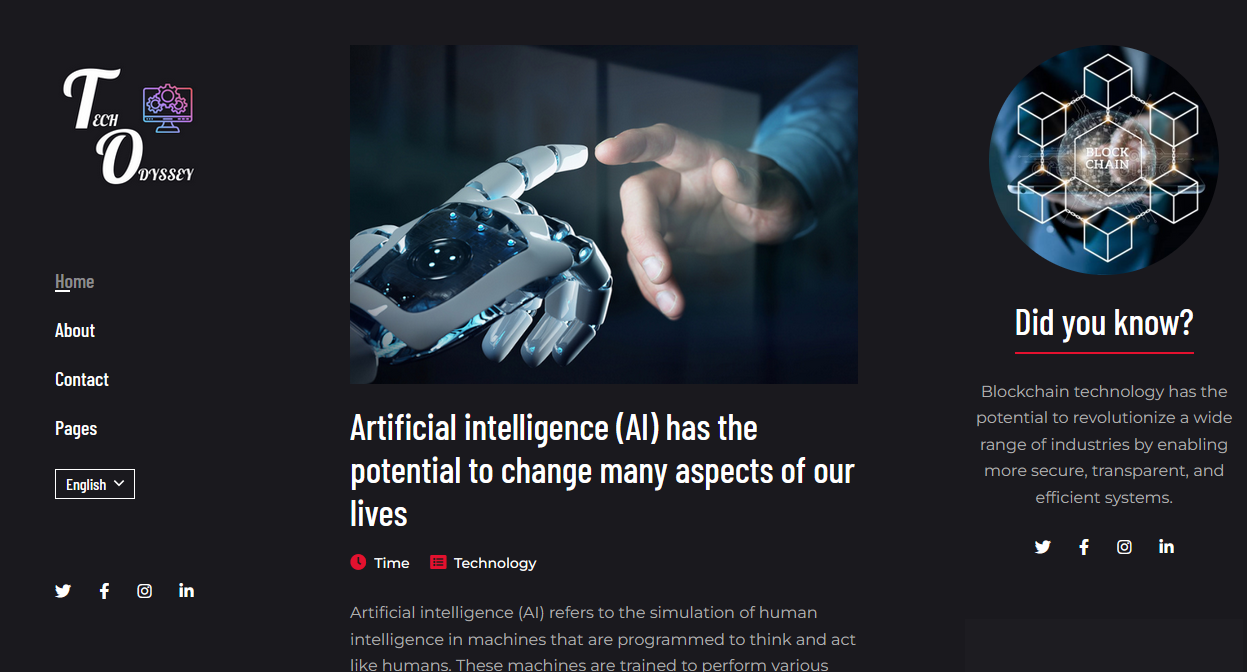 TECH
ODYSSEY
Home
About
Contact
Pages
English
Artificial intelligence (AI) has the
potential to change many aspects of our
lives
Time
Technology
Artificial intelligence (AI) refers to the simulation of human
intelligence in machines that are programmed to think and act
like humans. These machines are trained to perform various
BLOCK
CHAIN
Did you know?
Blockchain technology has the
potential to revolutionize a wide
range of industries by enabling
more secure, transparent, and
efficient systems.